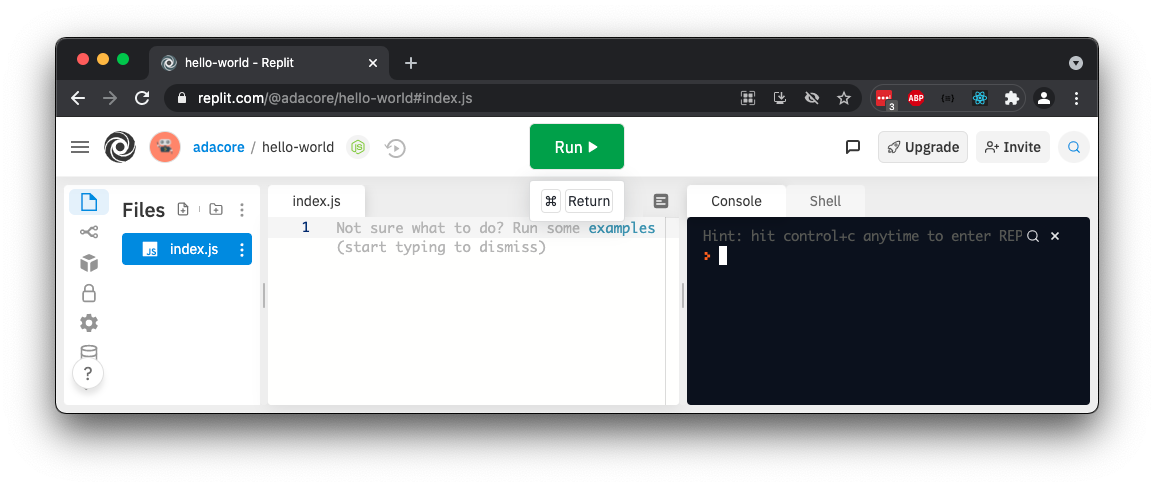 hello-world - Replit
replit.com/@adacore/hello-world#index.js
3
ABP
adacore / hello-world
JS
Run
Upgrade
Invite
⌘ Return
Files
JS index.js
index.js
1 Not sure what to do? Run some examples
(start typing to dismiss)
Console
Shell
Hint: hit control+c anytime to enter REP
?